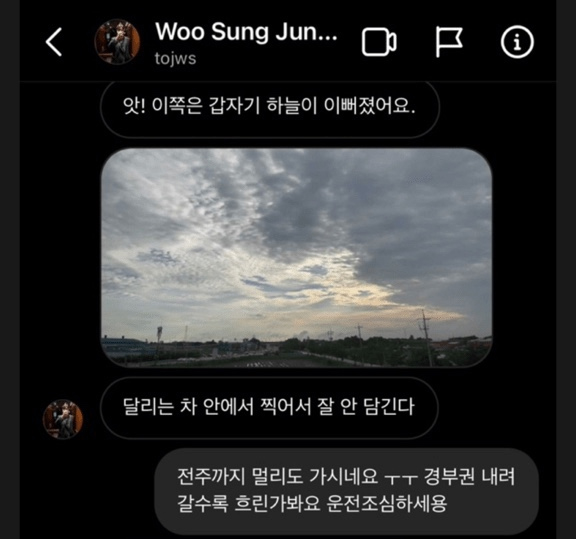 Woo Sung Jun...
tojws
앗! 이쪽은 갑자기 하늘이 이뻐졌어요.
달리는 차 안에서 찍어서 잘 안 담긴다
전주까지 멀리도 가시네요 ㅜㅜ 경부권 내려
갈수록 흐린가봐요 운전조심하세용